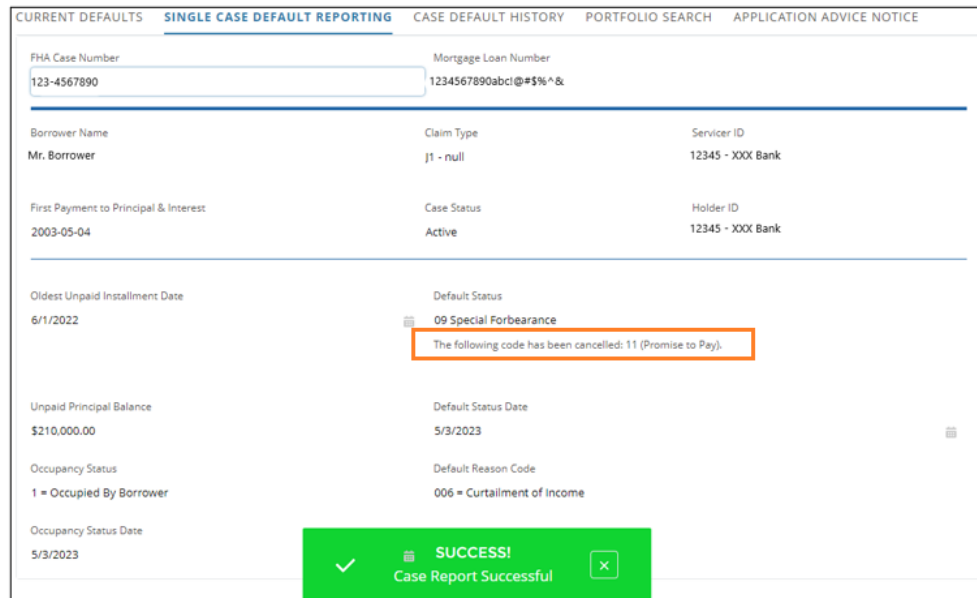 CURRENT DEFAULTS SINGLE CASE DEFAULT REPORTING CASE DEFAULT HISTORY PORTFOLIO SEARCH APPLICATION ADVICE NOTICE
FHA Case Number Mortgage Loan Number
123-4567890 1234567890abc!@#$%^&
Borrower Name Claim Type Servicer ID
Mr. Borrower J1 - null 12345 - XXX Bank
First Payment to Principal & Interest Case Status Holder ID
2003-05-04 Active 12345 - XXX Bank
Oldest Unpaid Installment Date Default Status
6/1/2022 09 Special Forbearance
The following code has been cancelled: 11 (Promise to Pay).
Unpaid Principal Balance Default Status Date
$210,000.00 5/3/2023
Occupancy Status Default Reason Code
1 = Occupied By Borrower 006 = Curtailment of Income
Occupancy Status Date
5/3/2023
SUCCESS!
Case Report Successful